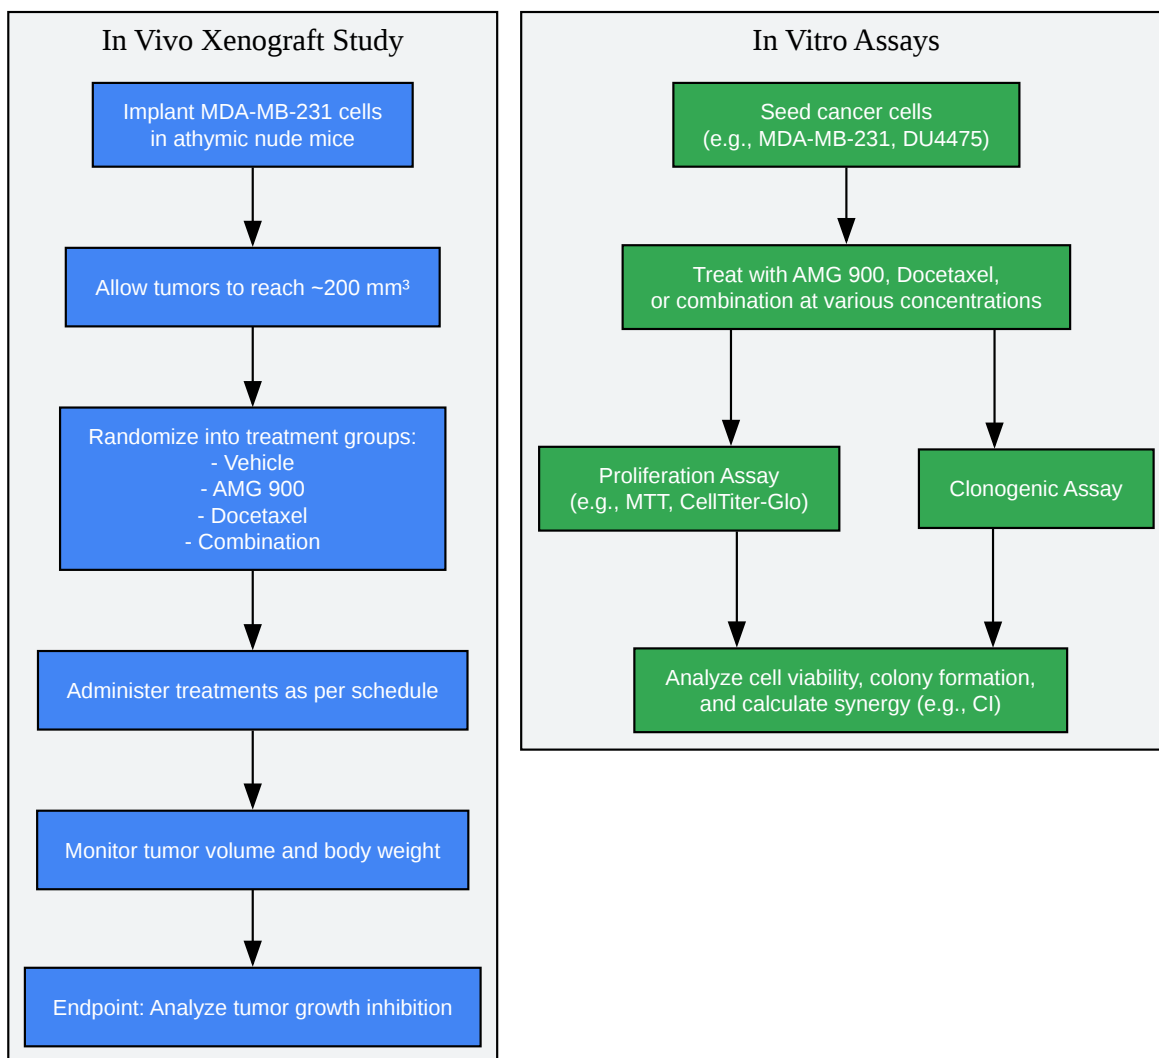 In Vivo Xenograft Study
Implant MDA-MB-231 cells
in athymic nude mice
Allow tumors to reach ~200 mm³
Randomize into treatment groups:
- Vehicle
- AMG 900
- Docetaxel
- Combination
Administer treatments as per schedule
Monitor tumor volume and body weight
Endpoint: Analyze tumor growth inhibition
In Vitro Assays
Seed cancer cells
(e.g., MDA-MB-231, DU4475)
Treat with AMG 900, Docetaxel,
or combination at various concentrations
Proliferation Assay
(e.g., MTT, CellTiter-Glo)
Clonogenic Assay
Analyze cell viability, colony formation,
and calculate synergy (e.g., CI)